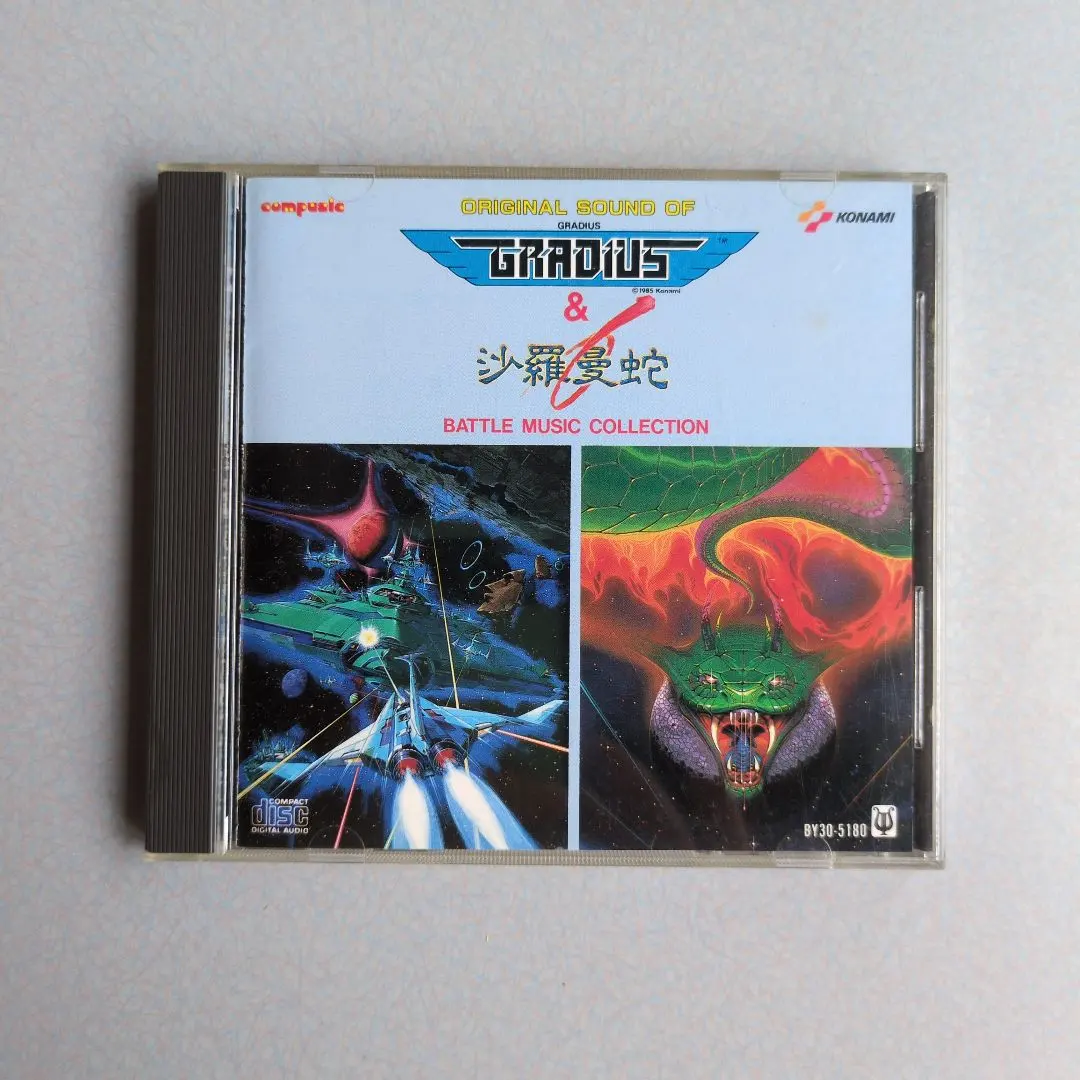 compusic
ORIGINAL SOUND OF
KONAMI
GRADIUS
GRADIUS™
©1985 Konami
&
沙羅曼蛇
BATTLE MUSIC COLLECTION
COMPACT
disc
DIGITAL AUDIO
BY30-5180